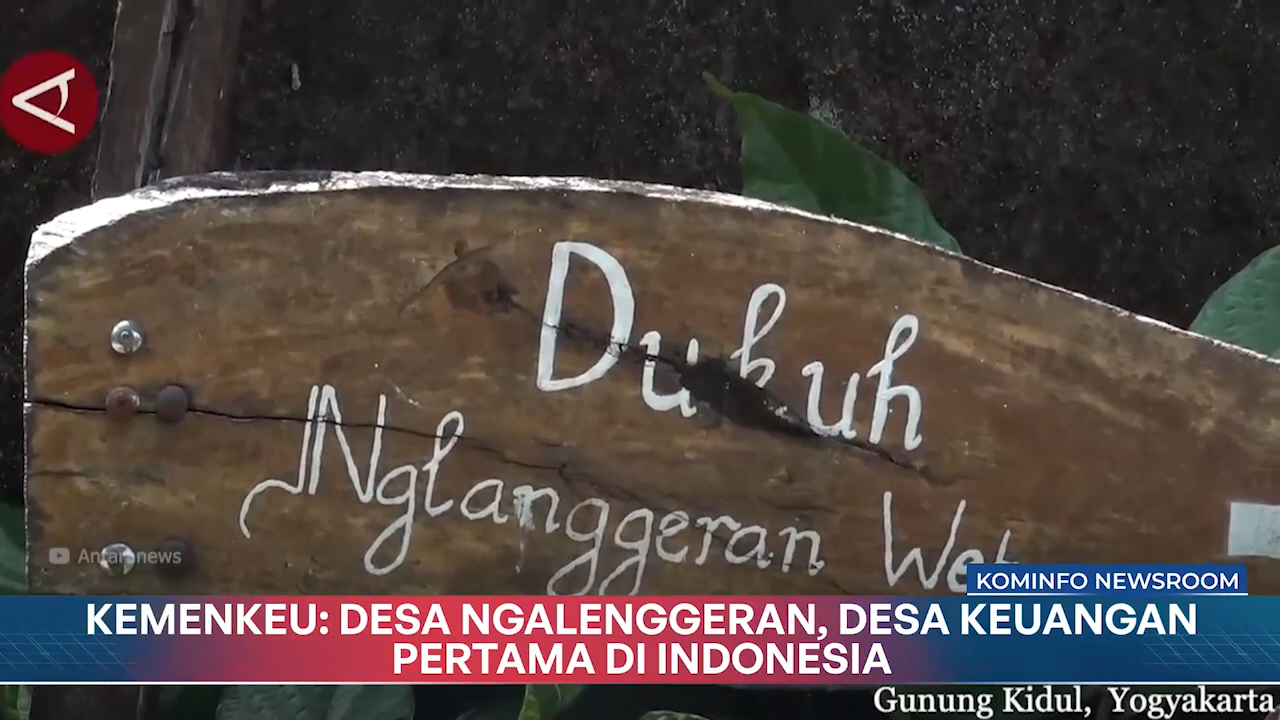 Dukuh
Nglanggeran Wet
Antaranews
KOMINFO NEWSROOM
KEMENKEU: DESA NGALENGGERAN, DESA KEUANGAN
PERTAMA DI INDONESIA
Gunung Kidul, Yogyakarta